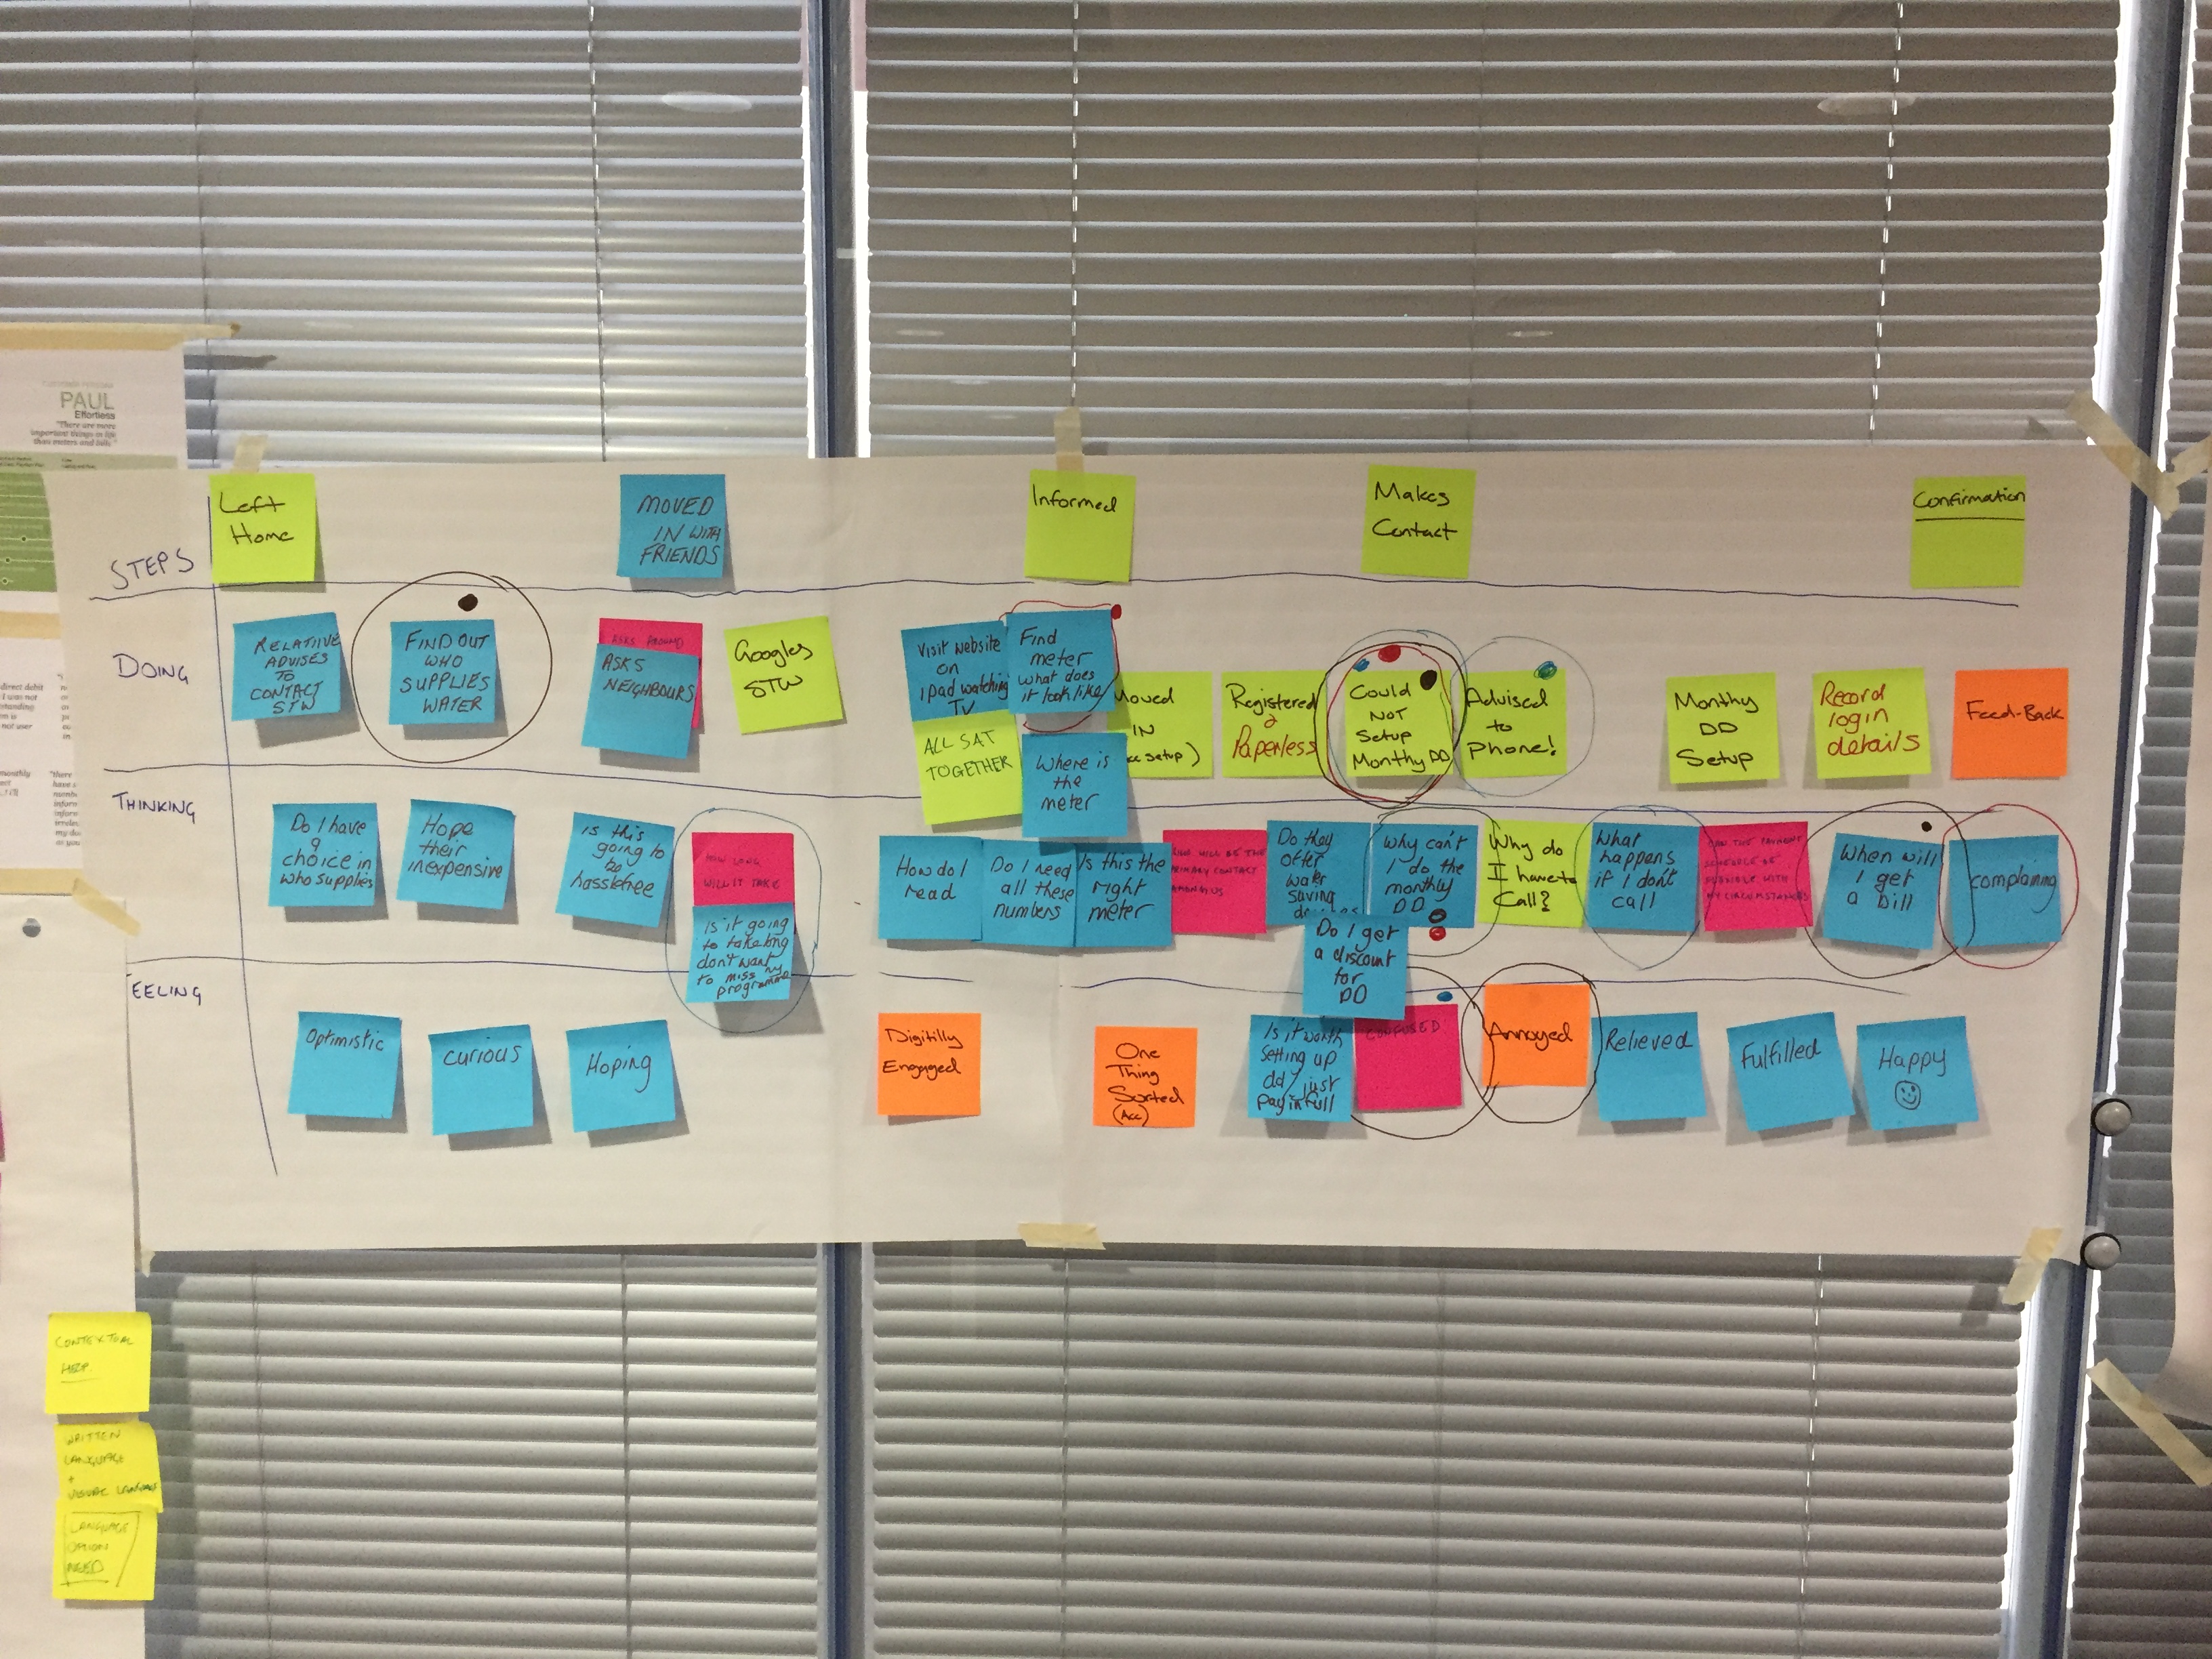 PAUL
Effortless
"There are more
important things in life
than meters and bills."
Left
Home
MOVED
IN WITH
FRIENDS
Informed
Makes
Contact
Confirmation
STEPS
DOING
RELATIIVE
ADVISES
TO
CONTACT
STW
FIND OUT
WHO
SUPPLIES
WATER
ASKS AROUND
ASKS
NEIGHBOURS
Googles
STW
Visit website
on
ipad watching
TV
Find
meter
what does
it look like
ALL SAT
TOGETHER
Where is
the
meter
Moved
IN
setup)
Registered
2
Paperless
Could
NOT
Setup
Monthly DD
Advised
to
phone!
Monthy
DD
Setup
Record
login
details
Feed-Back
THINKING
Do I have
a
choice in
who supplies
Hope
their
inexpensive
is this
going to
be
hasslefree
HOW LONG
WILL IT TAKE
Is it going
to take long
don't want
to miss my
programme
How do I
read
Do I need
all these
numbers
Is this the
right
meter
WHO WILL BE THE
PRIMARY CONTACT
AMONG US
Do they
offer
water
saving
Why can't
I do the
monthly
DD
Do I get
a discount
for
DD
Why do
I have to
Call?
What
happens
if I don't
call
CAN THE PAYMENT
SCHEDULE BE
FLEXIBLE WITH
MY CIRCUMSTANCES
When will
I get
a bill
complaining
EELING
Optimistic
curious
Hoping
Digitilly
Engaged
One
Thing
Sorted
(Acc)
Is it worth
setting up
dd/just
pay in full
CONFUSED
Annoyed
Relieved
Fulfilled
Happy
CONTEXTUAL
HELP.
WRITTEN
LANGUAGE
+
VISUAL LANGUAGE
LANGUAGE
OPTION
NEED